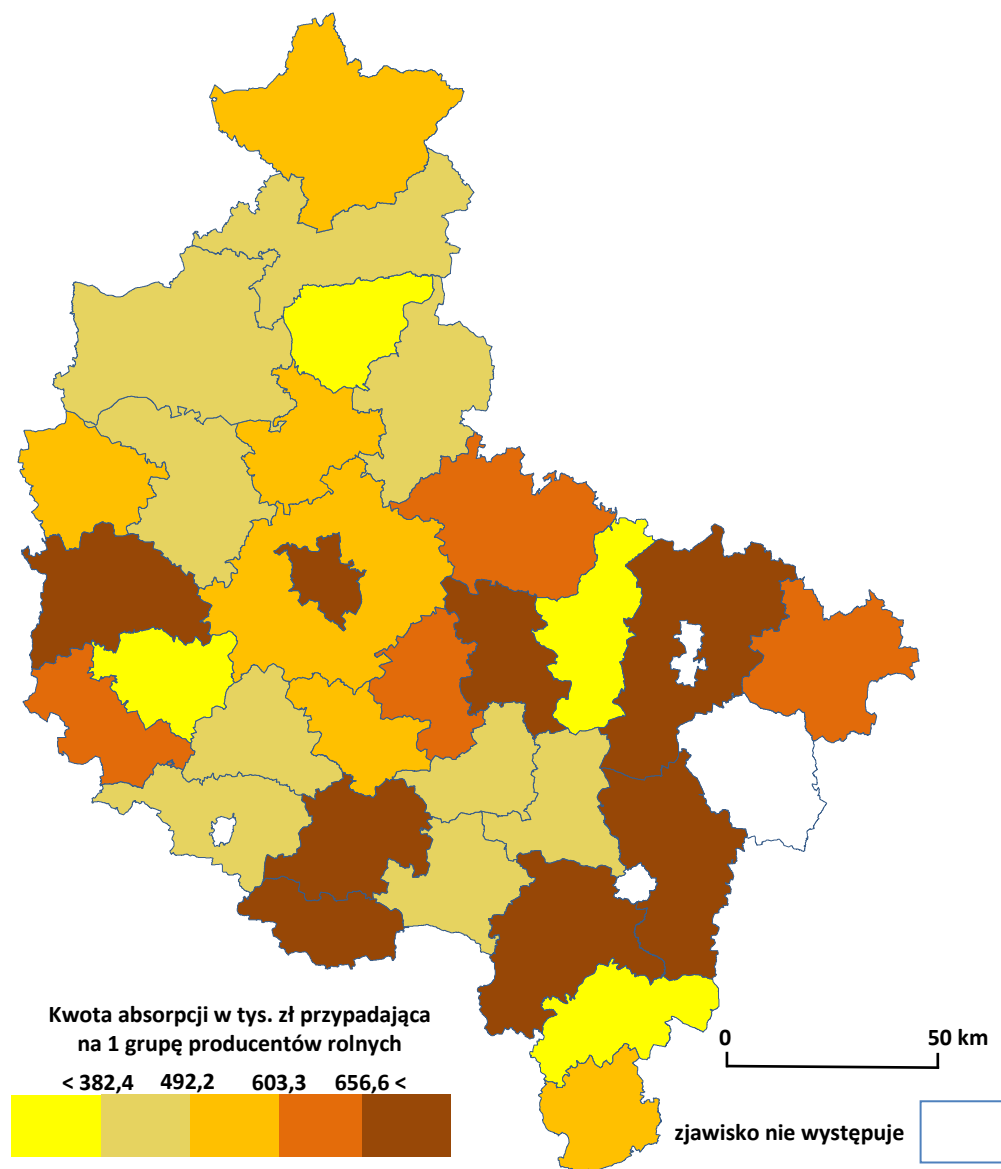 Kwota absorpcji w tys. zł przypadająca
na 1 grupę producentów rolnych
< 382,4 492,2 603,3 656,6 <
0 50 km
zjawisko nie występuje